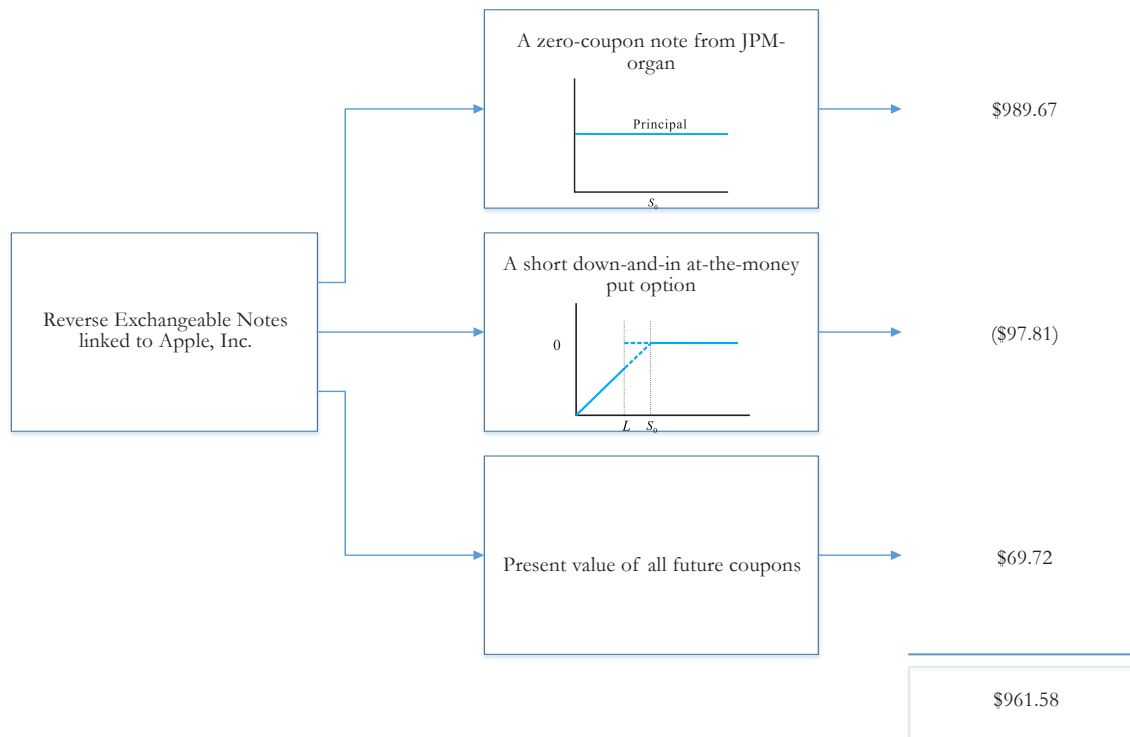 A zero-coupon note from JPM-
organ
Principal
S₀
$989.67
Reverse Exchangeable Notes
linked to Apple, Inc.
A short down-and-in at-the-money
put option
0
L S₀
($97.81)
Present value of all future coupons
$69.72
$961.58